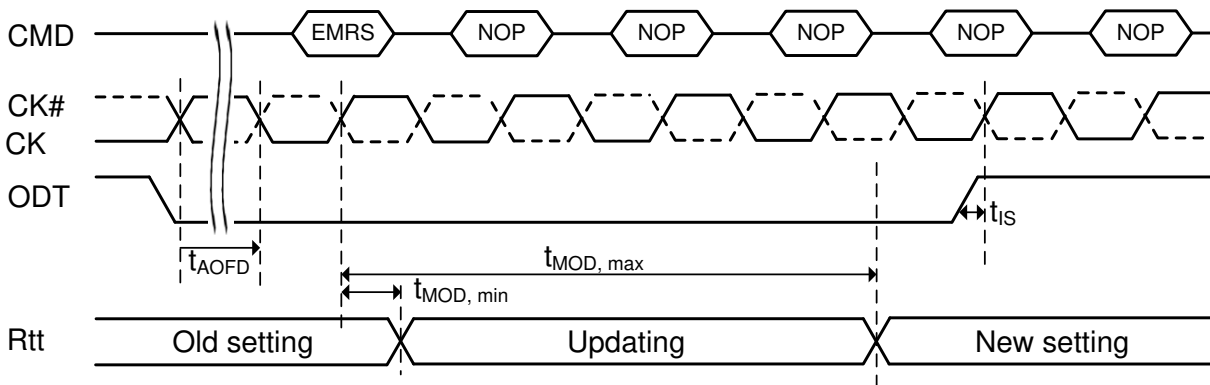 CMD EMRS NOP NOP NOP NOP NOP
CK#
CK
ODT
tIS
tAOFD
tMOD, max
tMOD, min
Rtt Old setting Updating New setting